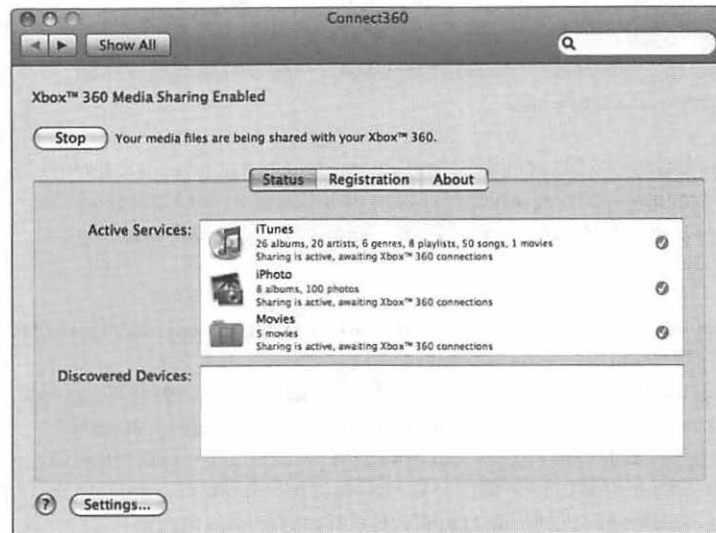 Connect360
Show All
Xbox™ 360 Media Sharing Enabled
Stop Your media files are being shared with your Xbox™ 360.
Status Registration About
Active Services:
iTunes
26 albums, 20 artists, 6 genres, 8 playlists, 50 songs, 1 movies
Sharing is active, awaiting Xbox™ 360 connections
iPhoto
8 albums, 100 photos
Sharing is active, awaiting Xbox™ 360 connections
Movies
5 movies
Sharing is active, awaiting Xbox™ 360 connections
Discovered Devices:
? Settings...